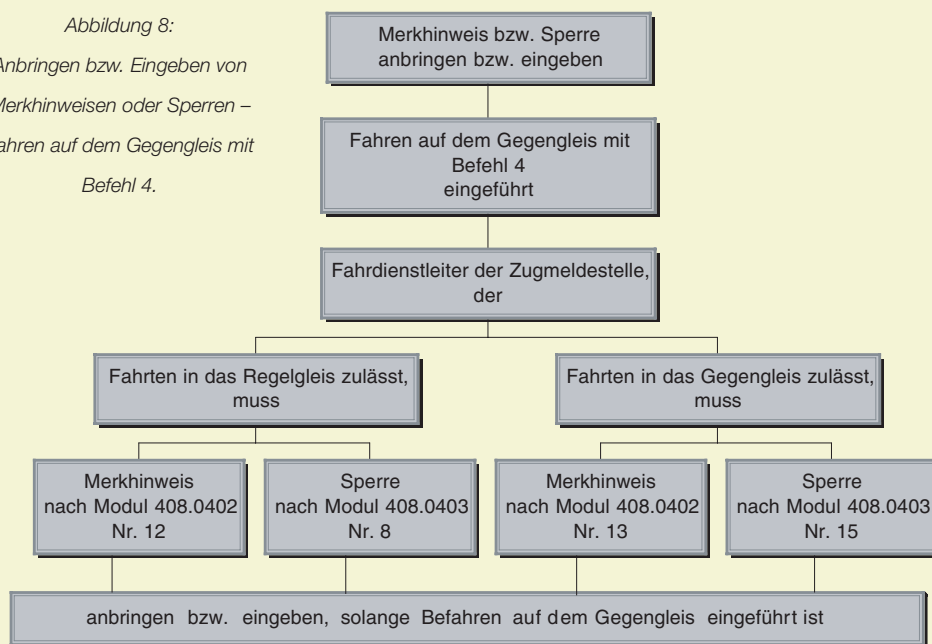 Abbildung 8:
Anbringen bzw. Eingeben von
Merkhinweisen oder Sperren –
Fahren auf dem Gegengleis mit
Befehl 4.
Merkhinweis bzw. Sperre
anbringen bzw. eingeben
Fahren auf dem Gegengleis mit
Befehl 4
eingeführt
Fahrdienstleiter der Zugmeldestelle,
der
Fahrten in das Regelgleis zulässt,
muss
Fahrten in das Gegengleis zulässt,
muss
Merkhinweis
nach Modul 408.0402
Nr. 12
Sperre
nach Modul 408.0403
Nr. 8
Merkhinweis
nach Modul 408.0402
Nr. 13
Sperre
nach Modul 408.0403
Nr. 15
anbringen bzw. eingeben, solange Befahren auf dem Gegengleis eingeführt ist